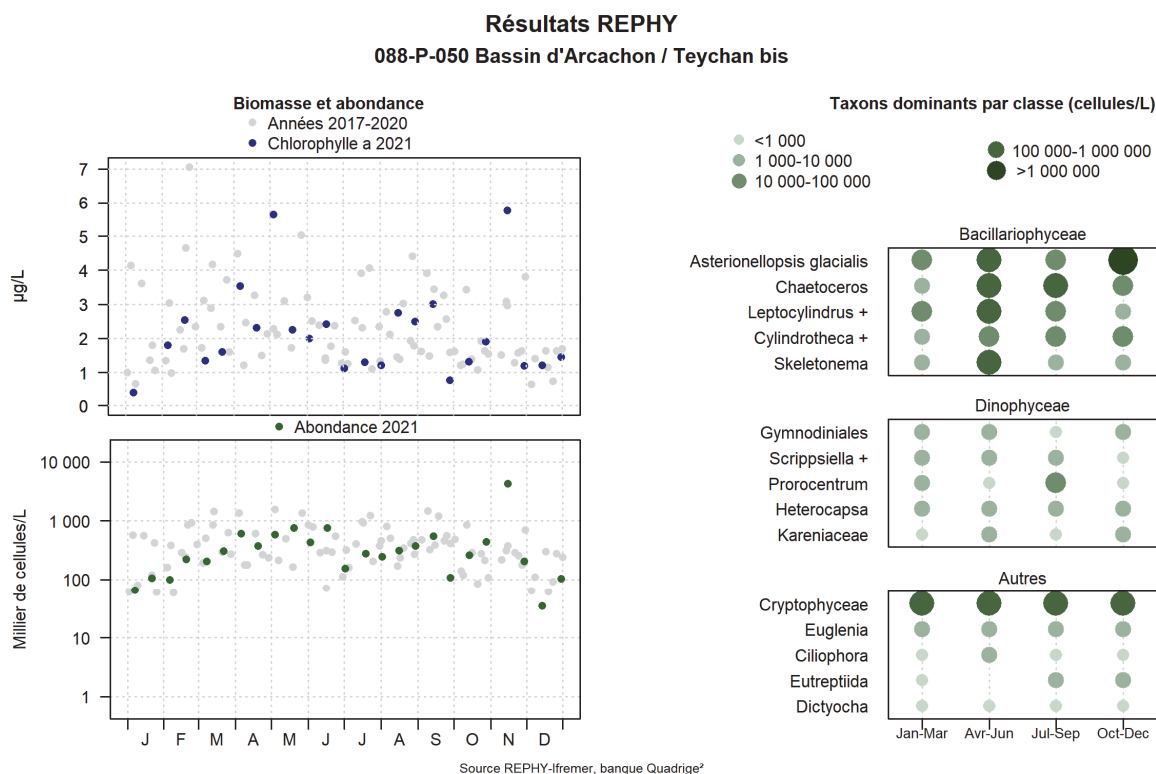 Résultats REPHY
088-P-050 Bassin d'Arcachon / Teychan bis
Biomasse et abondance
Années 2017-2020
Chlorophylle a 2021
7
6
5
4
3
2
1
0
µg/L
Abondance 2021
10 000
1 000
100
10
1
Millier de cellules/L
J F M A M J J A S O N D
Taxons dominants par classe (cellules/L)
<1 000
1 000-10 000
10 000-100 000
100 000-1 000 000
>1 000 000
Bacillariophyceae
Asterionellopsis glacialis
Chaetoceros
Leptocylindrus +
Cylindrotheca +
Skeletonema
Dinophyceae
Gymnodiniales
Scrippsiella +
Prorocentrum
Heterocapsa
Kareniaceae
Autres
Cryptophyceae
Euglenia
Ciliophora
Eutreptiida
Dictyocha
Jan-Mar Avr-Jun Jul-Sep Oct-Dec
Source REPHY-Ifremer, banque Quadrige²